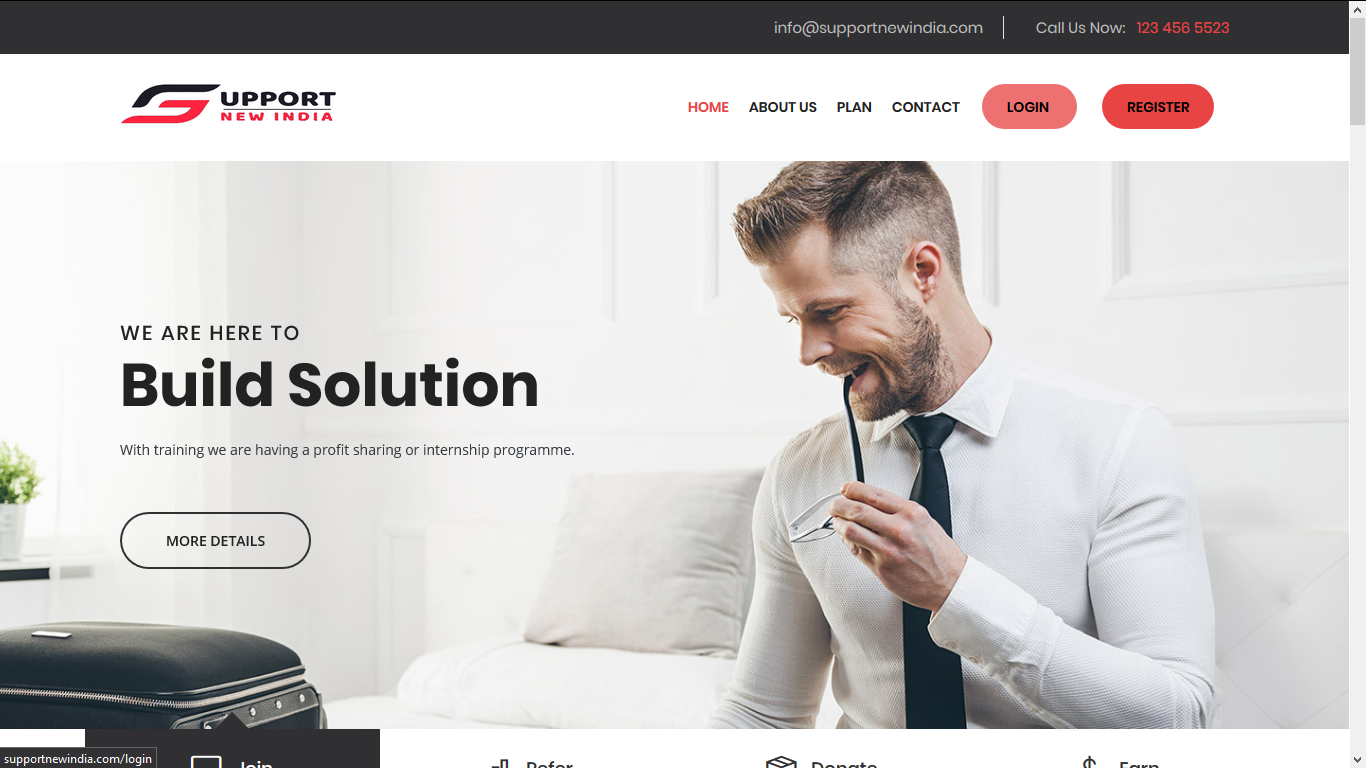 info@supportnewindia.com Call Us Now: 123 456 5523
UPPORT
NEW INDIA
HOME ABOUT US PLAN CONTACT LOGIN REGISTER
WE ARE HERE TO
Build Solution
With training we are having a profit sharing or internship programme.
MORE DETAILS
Join Refer Donate Earn
supportnewindia.com/login